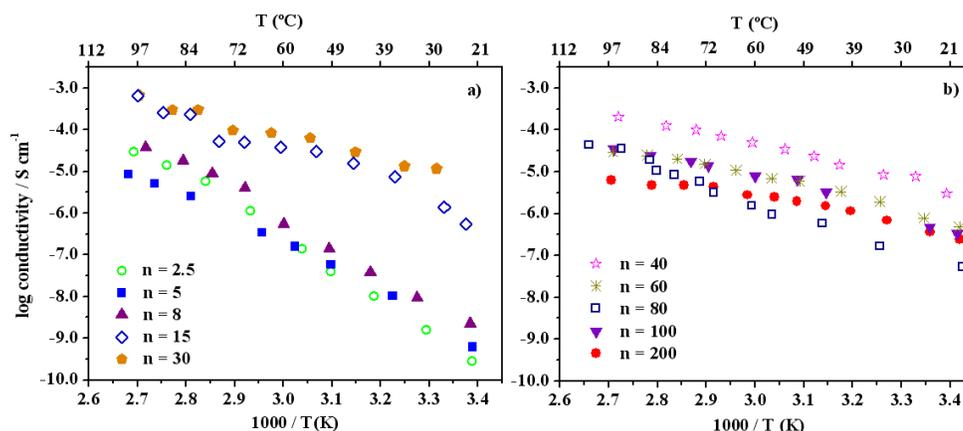 T (ºC)
112 97 84 72 60 49 39 30 21
-3.0
-4.0
-5.0
-6.0
-7.0
-8.0
-9.0
-10.0
log conductivity / S cm-1
a)
n = 2.5
n = 5
n = 8
n = 15
n = 30
2.6 2.7 2.8 2.9 3.0 3.1 3.2 3.3 3.4
1000 / T(K)
T (ºC)
112 97 84 72 60 49 39 30 21
-3.0
-4.0
-5.0
-6.0
-7.0
-8.0
-9.0
-10.0
b)
n = 40
n = 60
n = 80
n = 100
n = 200
2.6 2.7 2.8 2.9 3.0 3.1 3.2 3.3 3.4
1000 / T (K)